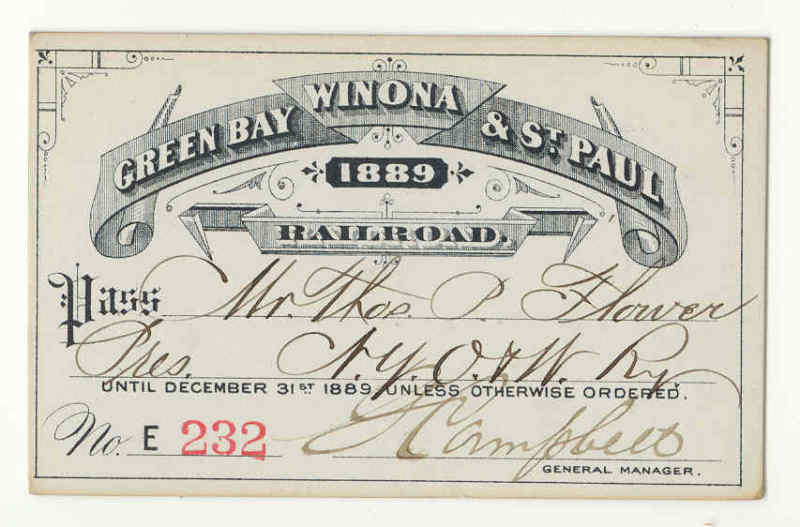 GREEN BAY WINONA & ST. PAUL
1889
RAILROAD.
Pass Mr. Thos. P. Flower
Pres. N.Y. O. & W. Ry.
UNTIL DECEMBER 31ST 1889 UNLESS OTHERWISE ORDERED.
No. E 232 S Campbell
GENERAL MANAGER.